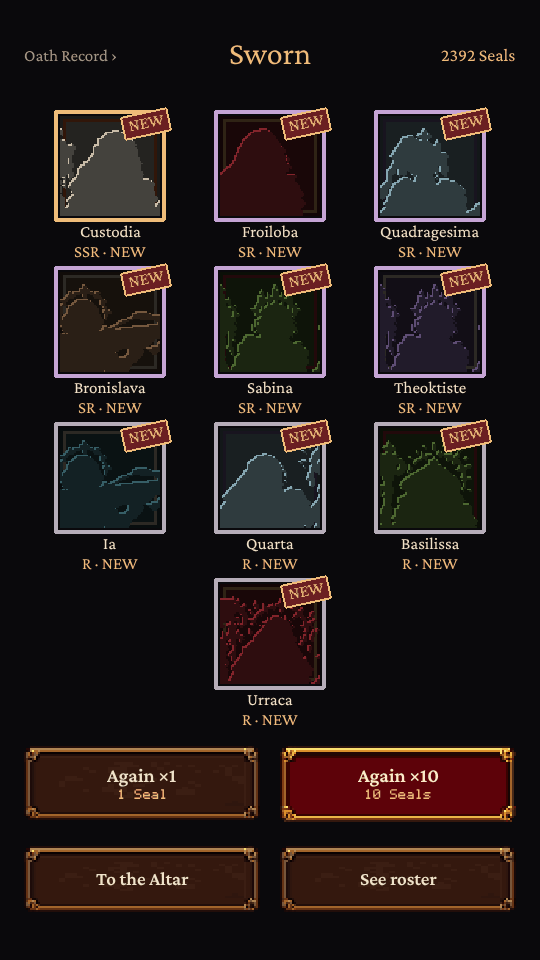 Oath Record ›
Sworn
2392 Seals
NEW
NEW
NEW
Custodia
Froiloba
Quadragesima
SSR · NEW
SR · NEW
SR · NEW
NEW
NEW
NEW
Bronislava
Sabina
Theoktiste
SR · NEW
SR · NEW
SR · NEW
NEW
NEW
NEW
Ia
Quarta
Basilissa
R · NEW
R · NEW
R · NEW
NEW
Urraca
R · NEW
Again ×1
1 Seal
Again ×10
10 Seals
To the Altar
See roster